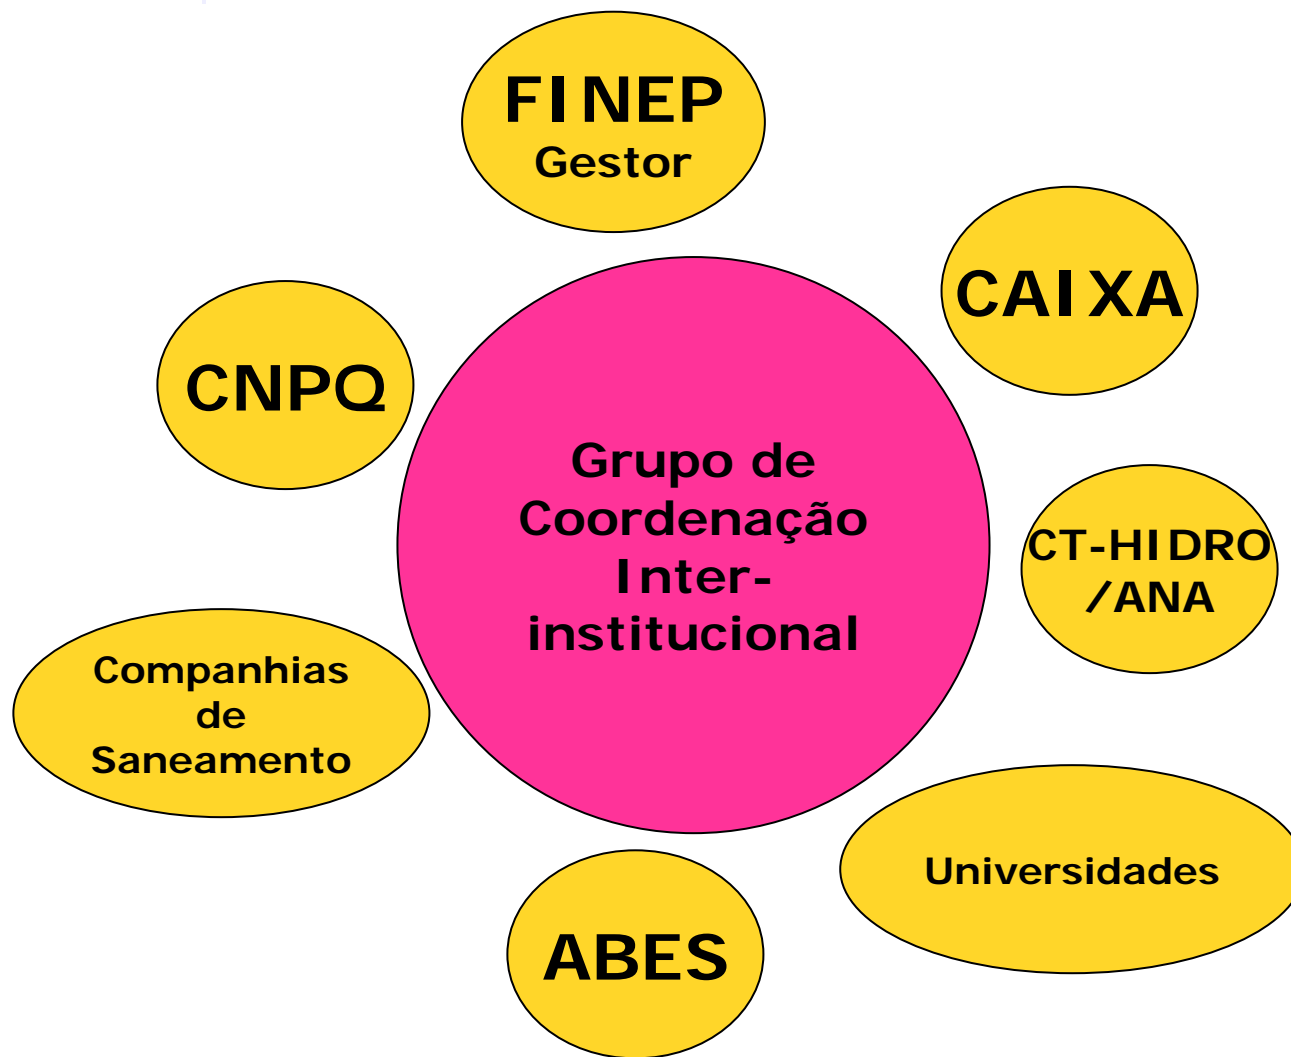 FINEP
Gestor
CAIXA
CNPQ
Grupo de
Coordenação
Inter-
institucional
CT-HIDRO
/ANA
Companhias
de
Saneamento
Universidades
ABES